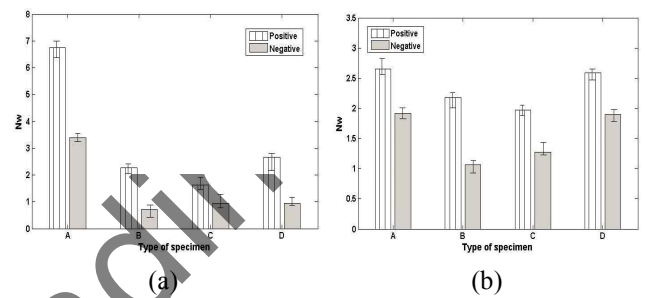 8
7
6
5
4
3
2
1
0
Nw
Positive
Negative
A B C D
Type of specimen
(a)
3.5
3
2.5
2
1.5
1
0.5
0
Nw
Positive
Negative
A B C D
Type of specimen
(b)